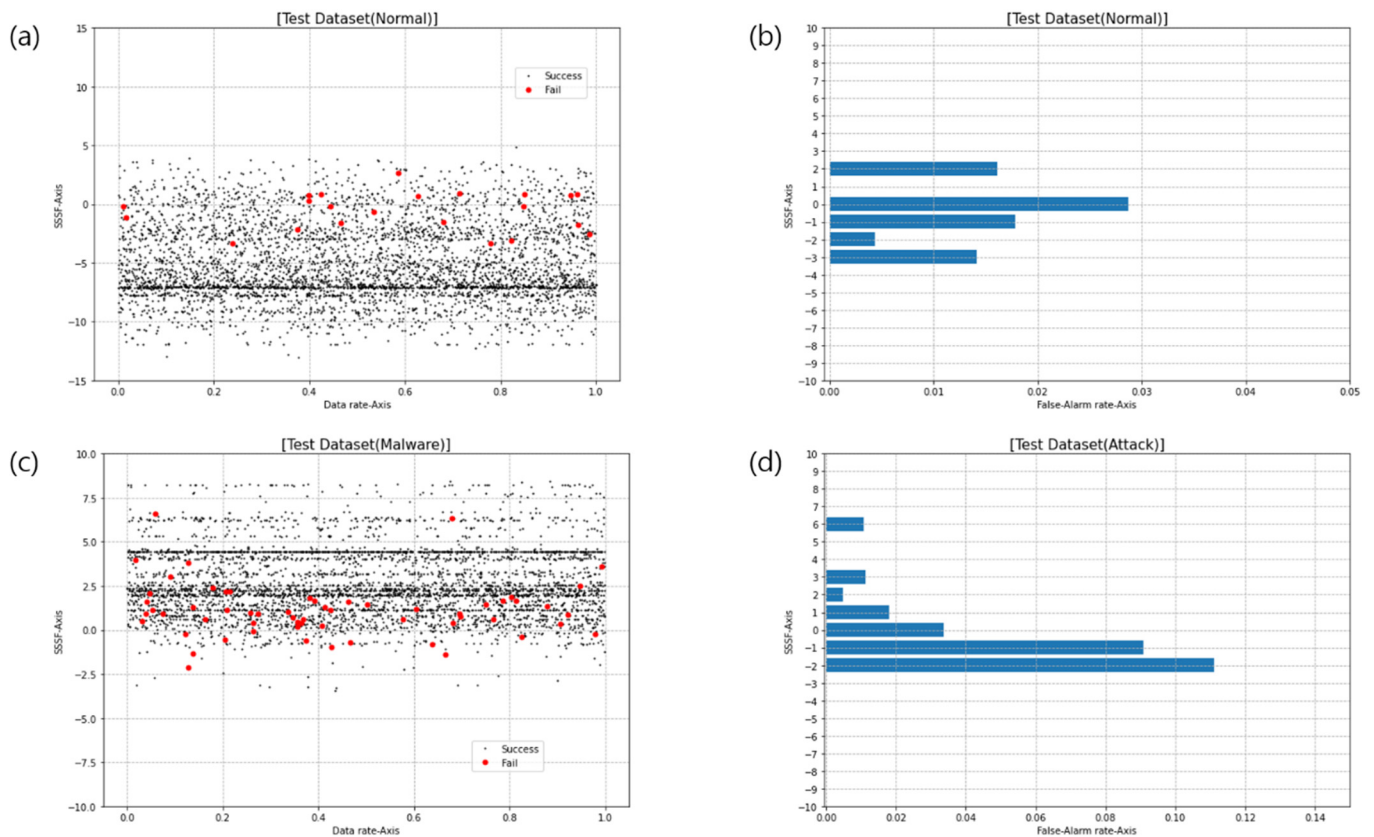 (a)
[Test Dataset(Normal)]
15
10
5
0
−5
−10
−15
SSSF-Axis
Success
Fail
0.0 0.2 0.4 0.6 0.8 1.0
Data rate-Axis
(b)
[Test Dataset(Normal)]
10
9
8
7
6
5
4
3
2
1
0
−1
−2
−3
−4
−5
−6
−7
−8
−9
−10
SSSF-Axis
0.00 0.01 0.02 0.03 0.04 0.05
False-Alarm rate-Axis
(c)
[Test Dataset(Malware)]
10.0
7.5
5.0
2.5
0.0
−2.5
−5.0
−7.5
−10.0
SSSF-Axis
Success
Fail
0.0 0.2 0.4 0.6 0.8 1.0
Data rate-Axis
(d)
[Test Dataset(Attack)]
10
9
8
7
6
5
4
3
2
1
0
−1
−2
−3
−4
−5
−6
−7
−8
−9
−10
SSSF-Axis
0.00 0.02 0.04 0.06 0.08 0.10 0.12 0.14
False-Alarm rate-Axis